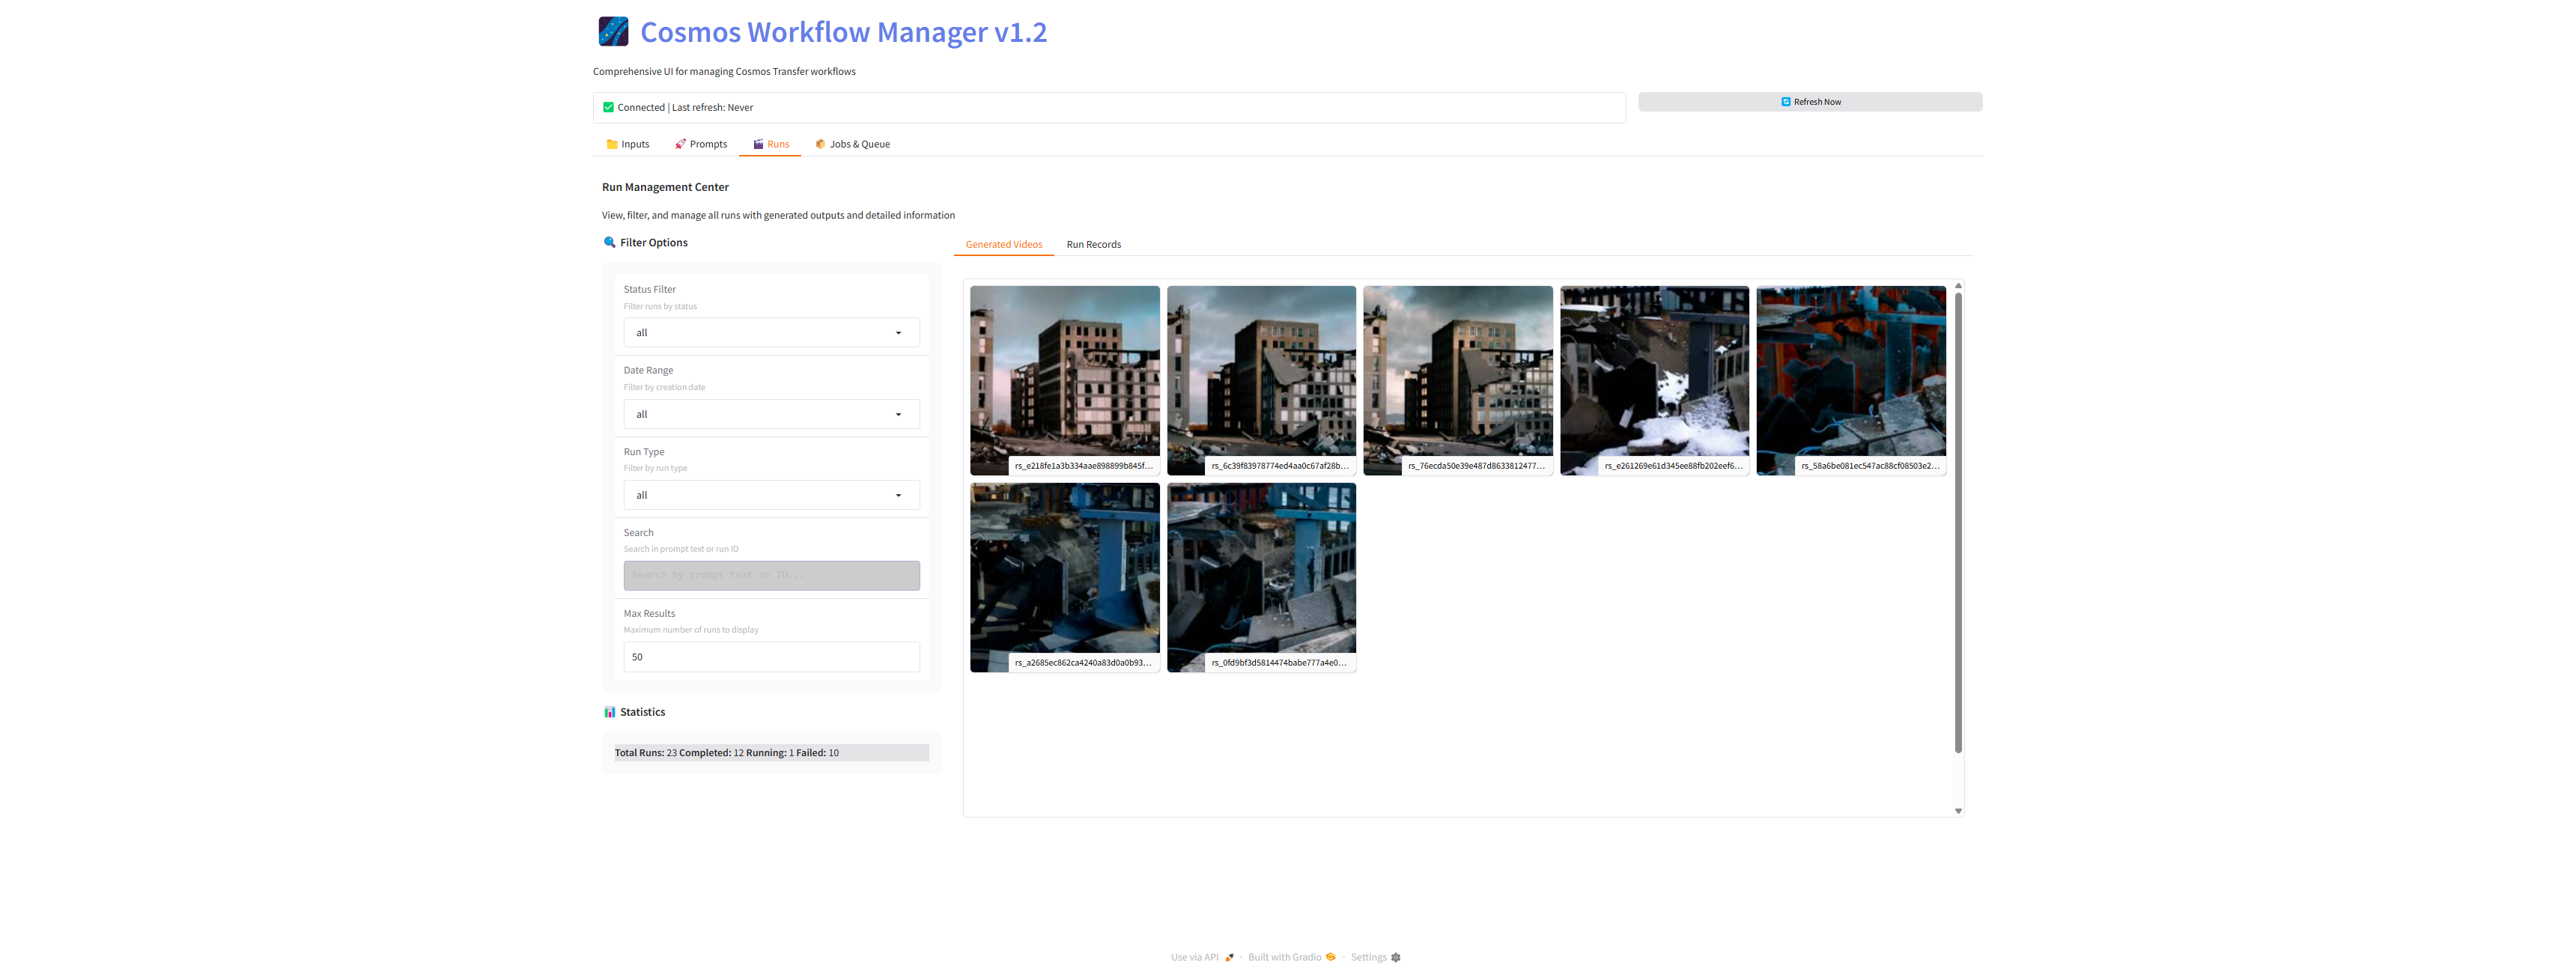 Cosmos Workflow Manager v1.2
Comprehensive UI for managing Cosmos Transfer workflows
Connected | Last refresh: Never
Refresh Now
Inputs
Prompts
Runs
Jobs & Queue
Run Management Center
View, filter, and manage all runs with generated outputs and detailed information
Filter Options
Status Filter
Filter runs by status
all
Date Range
Filter by creation date
all
Run Type
Filter by run type
all
Search
Search in prompt text or run ID
Search by prompt text or ID...
Max Results
Maximum number of runs to display
50
Statistics
Total Runs: 23 Completed: 12 Running: 1 Failed: 10
Generated Videos
Run Records
rs_e218fe1a3b334aae898899b845f...
rs_6c39f83978774ed4aa0c67af28b...
rs_76ecda50e39e487d8633812477...
rs_e261269e61d345ee88fb202eef6...
rs_58a6be081ec547ac88cf08503e2...
rs_a2685ec862ca4240a83d0a0b93...
rs_0fd9bf3d5814474babe777a4e0...
Use via API · Built with Gradio · Settings